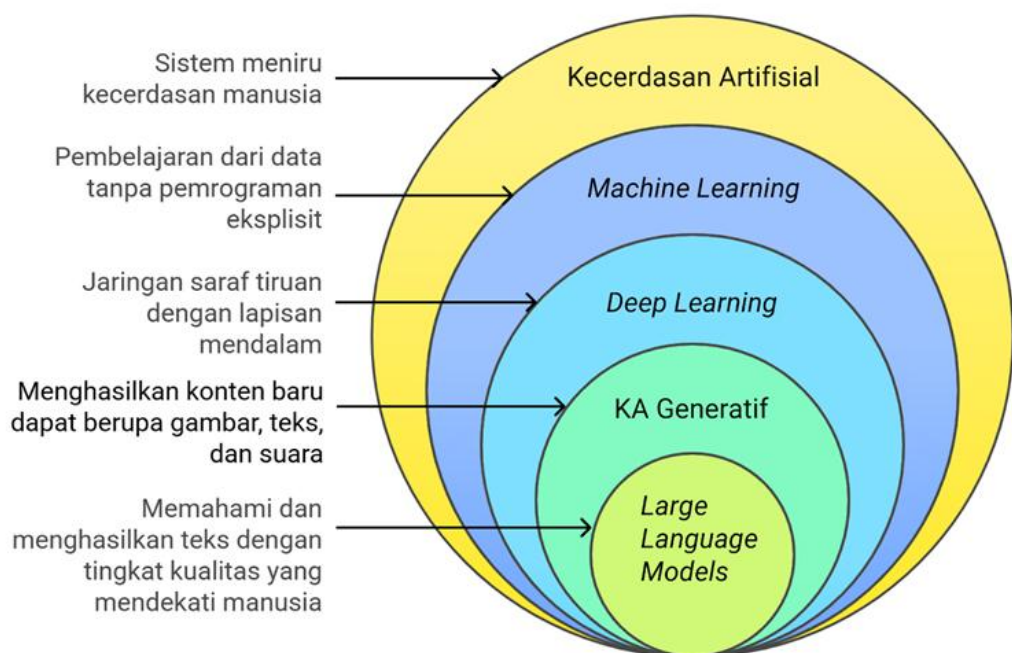 Sistem meniru
kecerdasan manusia
Kecerdasan Artifisial
Pembelajaran dari data
tanpa pemrograman
eksplisit
Machine Learning
Jaringan saraf tiruan
dengan lapisan
mendalam
Deep Learning
Menghasilkan konten baru
dapat berupa gambar, teks,
dan suara
KA Generatif
Memahami dan
menghasilkan teks dengan
tingkat kualitas yang
mendekati manusia
Large
Language
Models